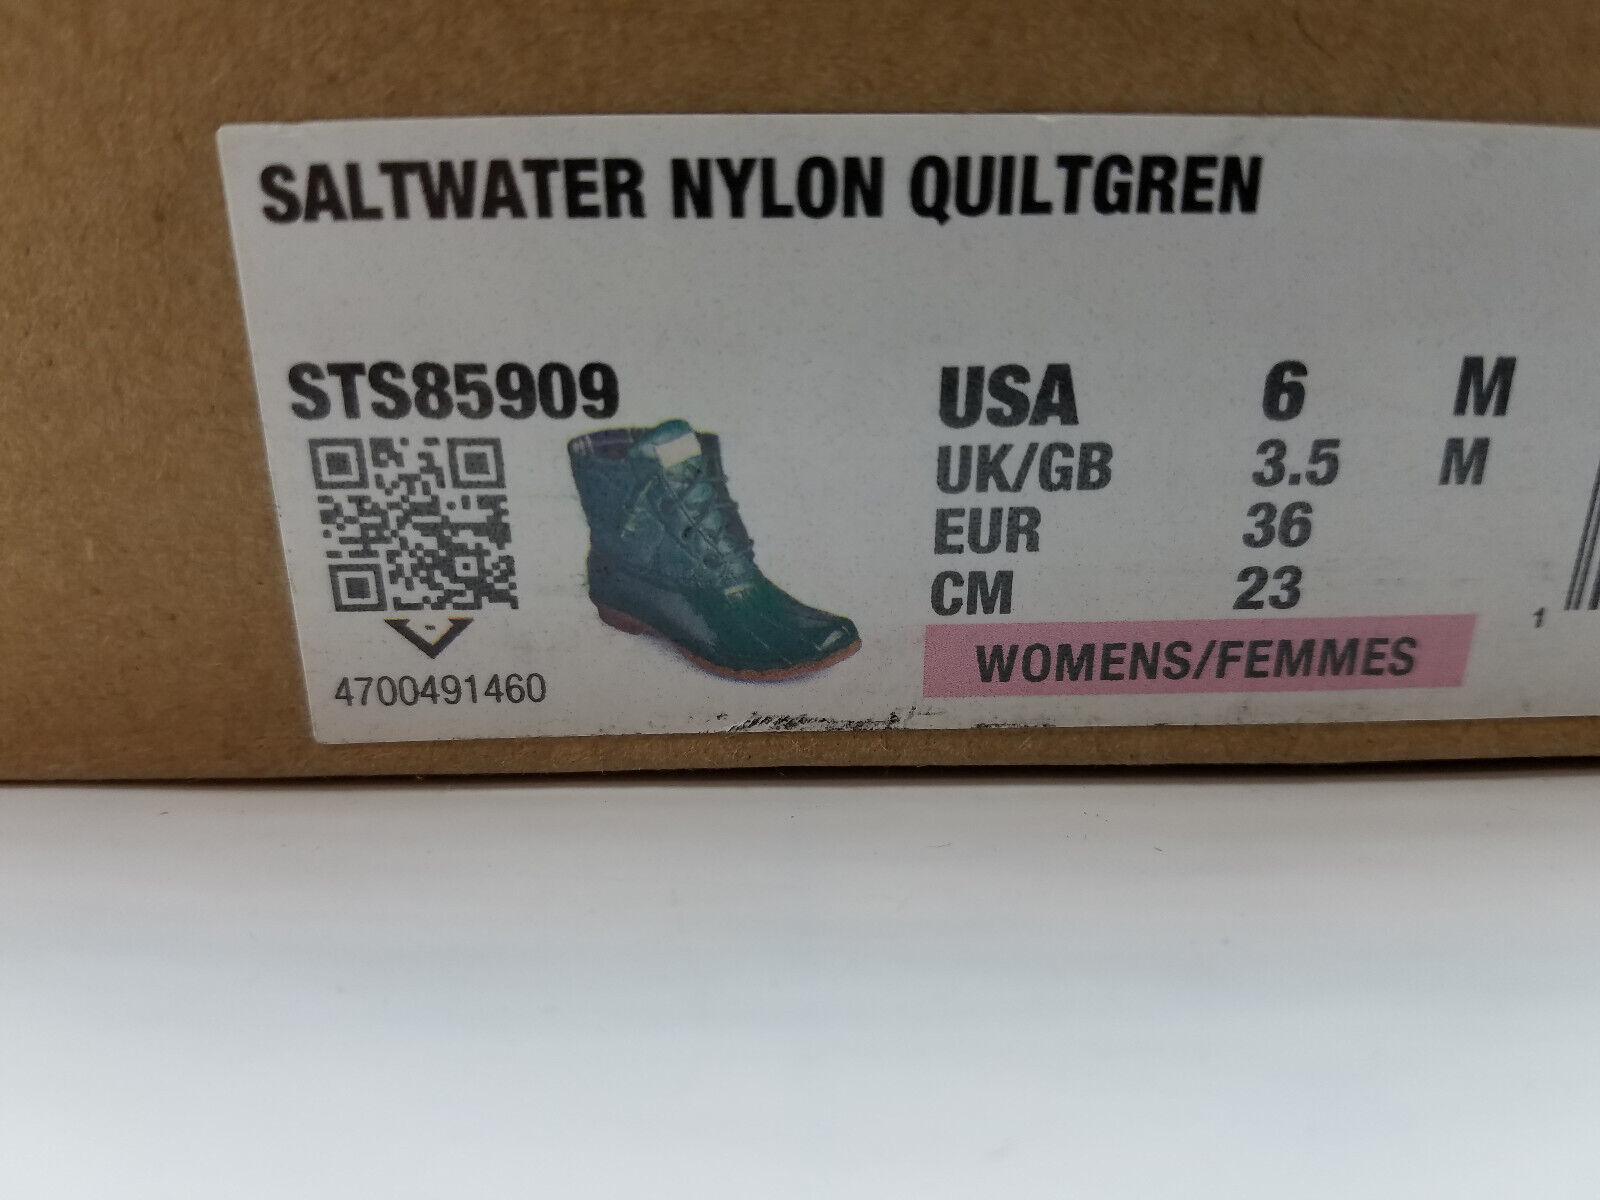 SALTWATER NYLON QUILTGREN
STS85909
USA 6 M
UK/GB 3.5 M
EUR 36
CM 23
WOMENS/FEMMES
4700491460
1